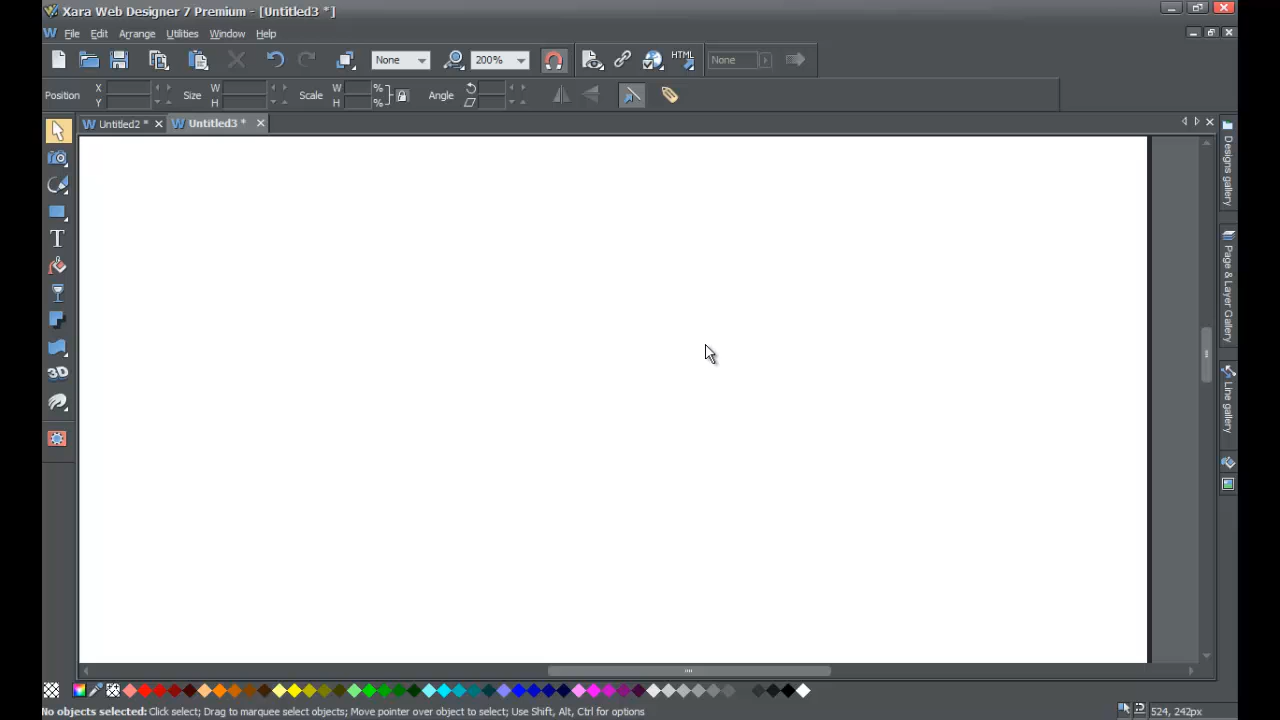 Xara Web Designer 7 Premium - [Untitled3 *]
W File Edit Arrange Utilities Window Help
None 200% HTML None
Position X Y Size W H Scale W H % % Angle
W Untitled2 * W Untitled3 *
T
3D
Designs gallery
Page & Layer Gallery
Line gallery
No objects selected: Click select; Drag to marquee select objects; Move pointer over object to select; Use Shift, Alt, Ctrl for options 524, 242px